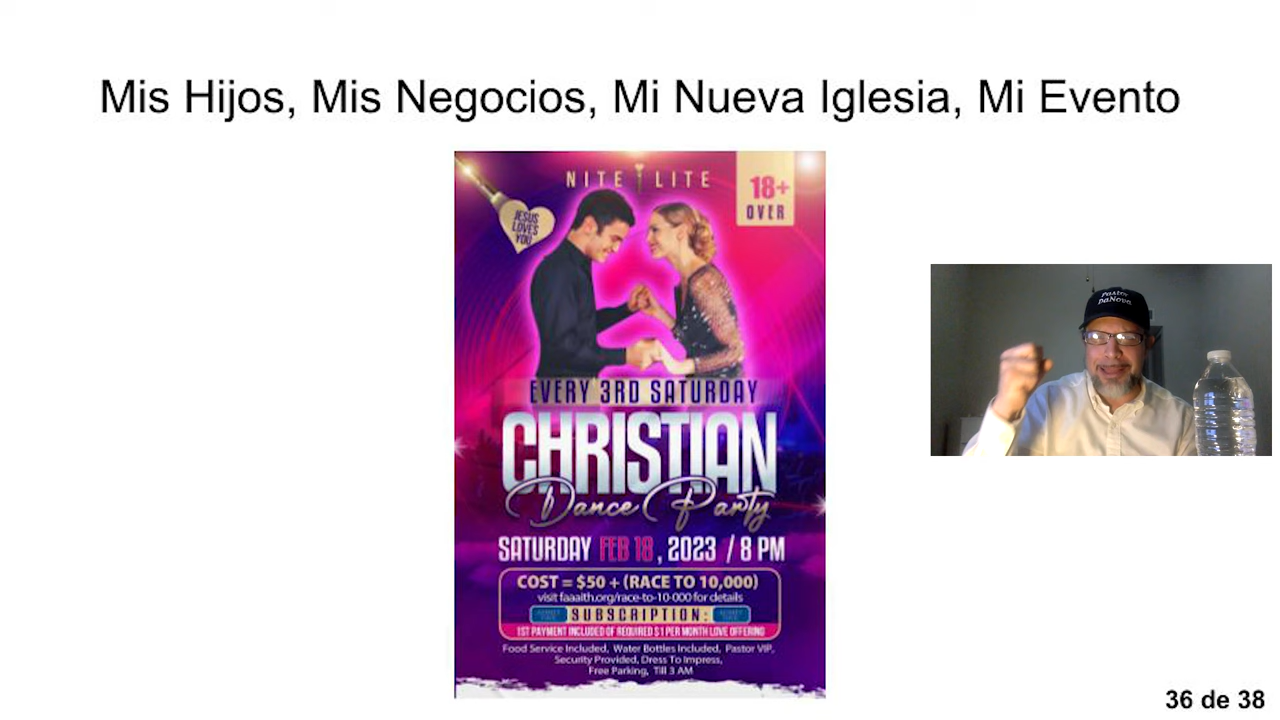 Mis Hijos, Mis Negocios, Mi Nueva Iglesia, Mi Evento
NITE LITE
18+
OVER
JESUS
LOVES
YOU
EVERY 3RD SATURDAY
CHRISTIAN
Dance Party
SATURDAY FEB 18, 2023 / 8 PM
COST = $50 + (RACE TO 10,000)
visit faaaith.org/race-to-10-000 for details
SUBSCRIPTION:
1ST PAYMENT INCLUDED OF REQUIRED $1 PER MONTH LOVE OFFERING
Food Service Included, Water Bottles Included, Pastor VIP,
Security Provided, Dress To Impress,
Free Parking, Till 3 AM
Pastor
DaNovo
36 de 38